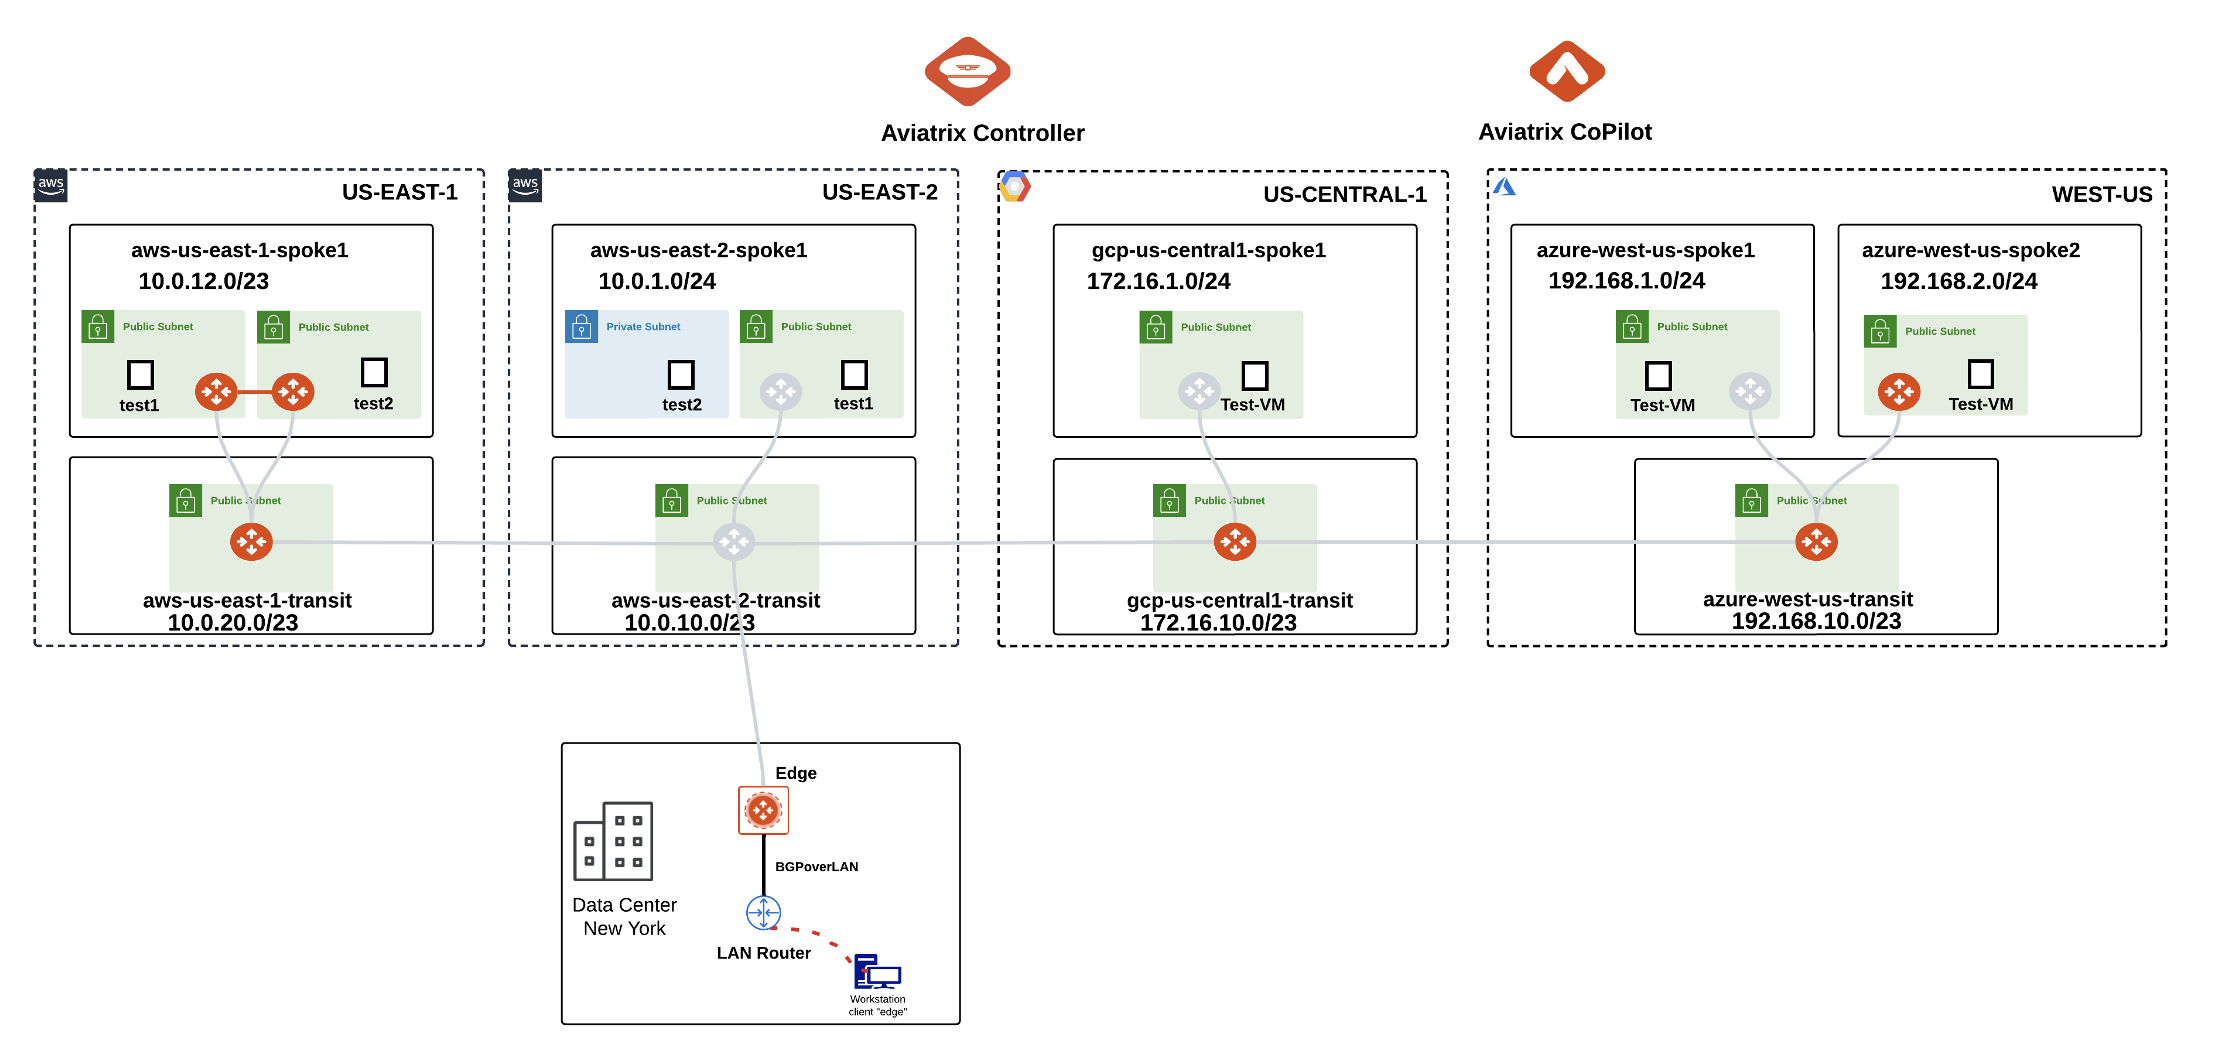 Aviatrix Controller
Aviatrix CoPilot
aws
US-EAST-1
aws-us-east-1-spoke1
10.0.12.0/23
Public Subnet
test1
Public Subnet
test2
Public Subnet
aws-us-east-1-transit
10.0.20.0/23
aws
US-EAST-2
aws-us-east-2-spoke1
10.0.1.0/24
Private Subnet
test2
Public Subnet
test1
Public Subnet
aws-us-east-2-transit
10.0.10.0/23
US-CENTRAL-1
gcp-us-central1-spoke1
172.16.1.0/24
Public Subnet
Test-VM
Public Subnet
gcp-us-central1-transit
172.16.10.0/23
WEST-US
azure-west-us-spoke1
192.168.1.0/24
Public Subnet
Test-VM
azure-west-us-spoke2
192.168.2.0/24
Public Subnet
Test-VM
Public Subnet
azure-west-us-transit
192.168.10.0/23
Edge
BGPoverLAN
Data Center
New York
LAN Router
Workstation
client "edge"